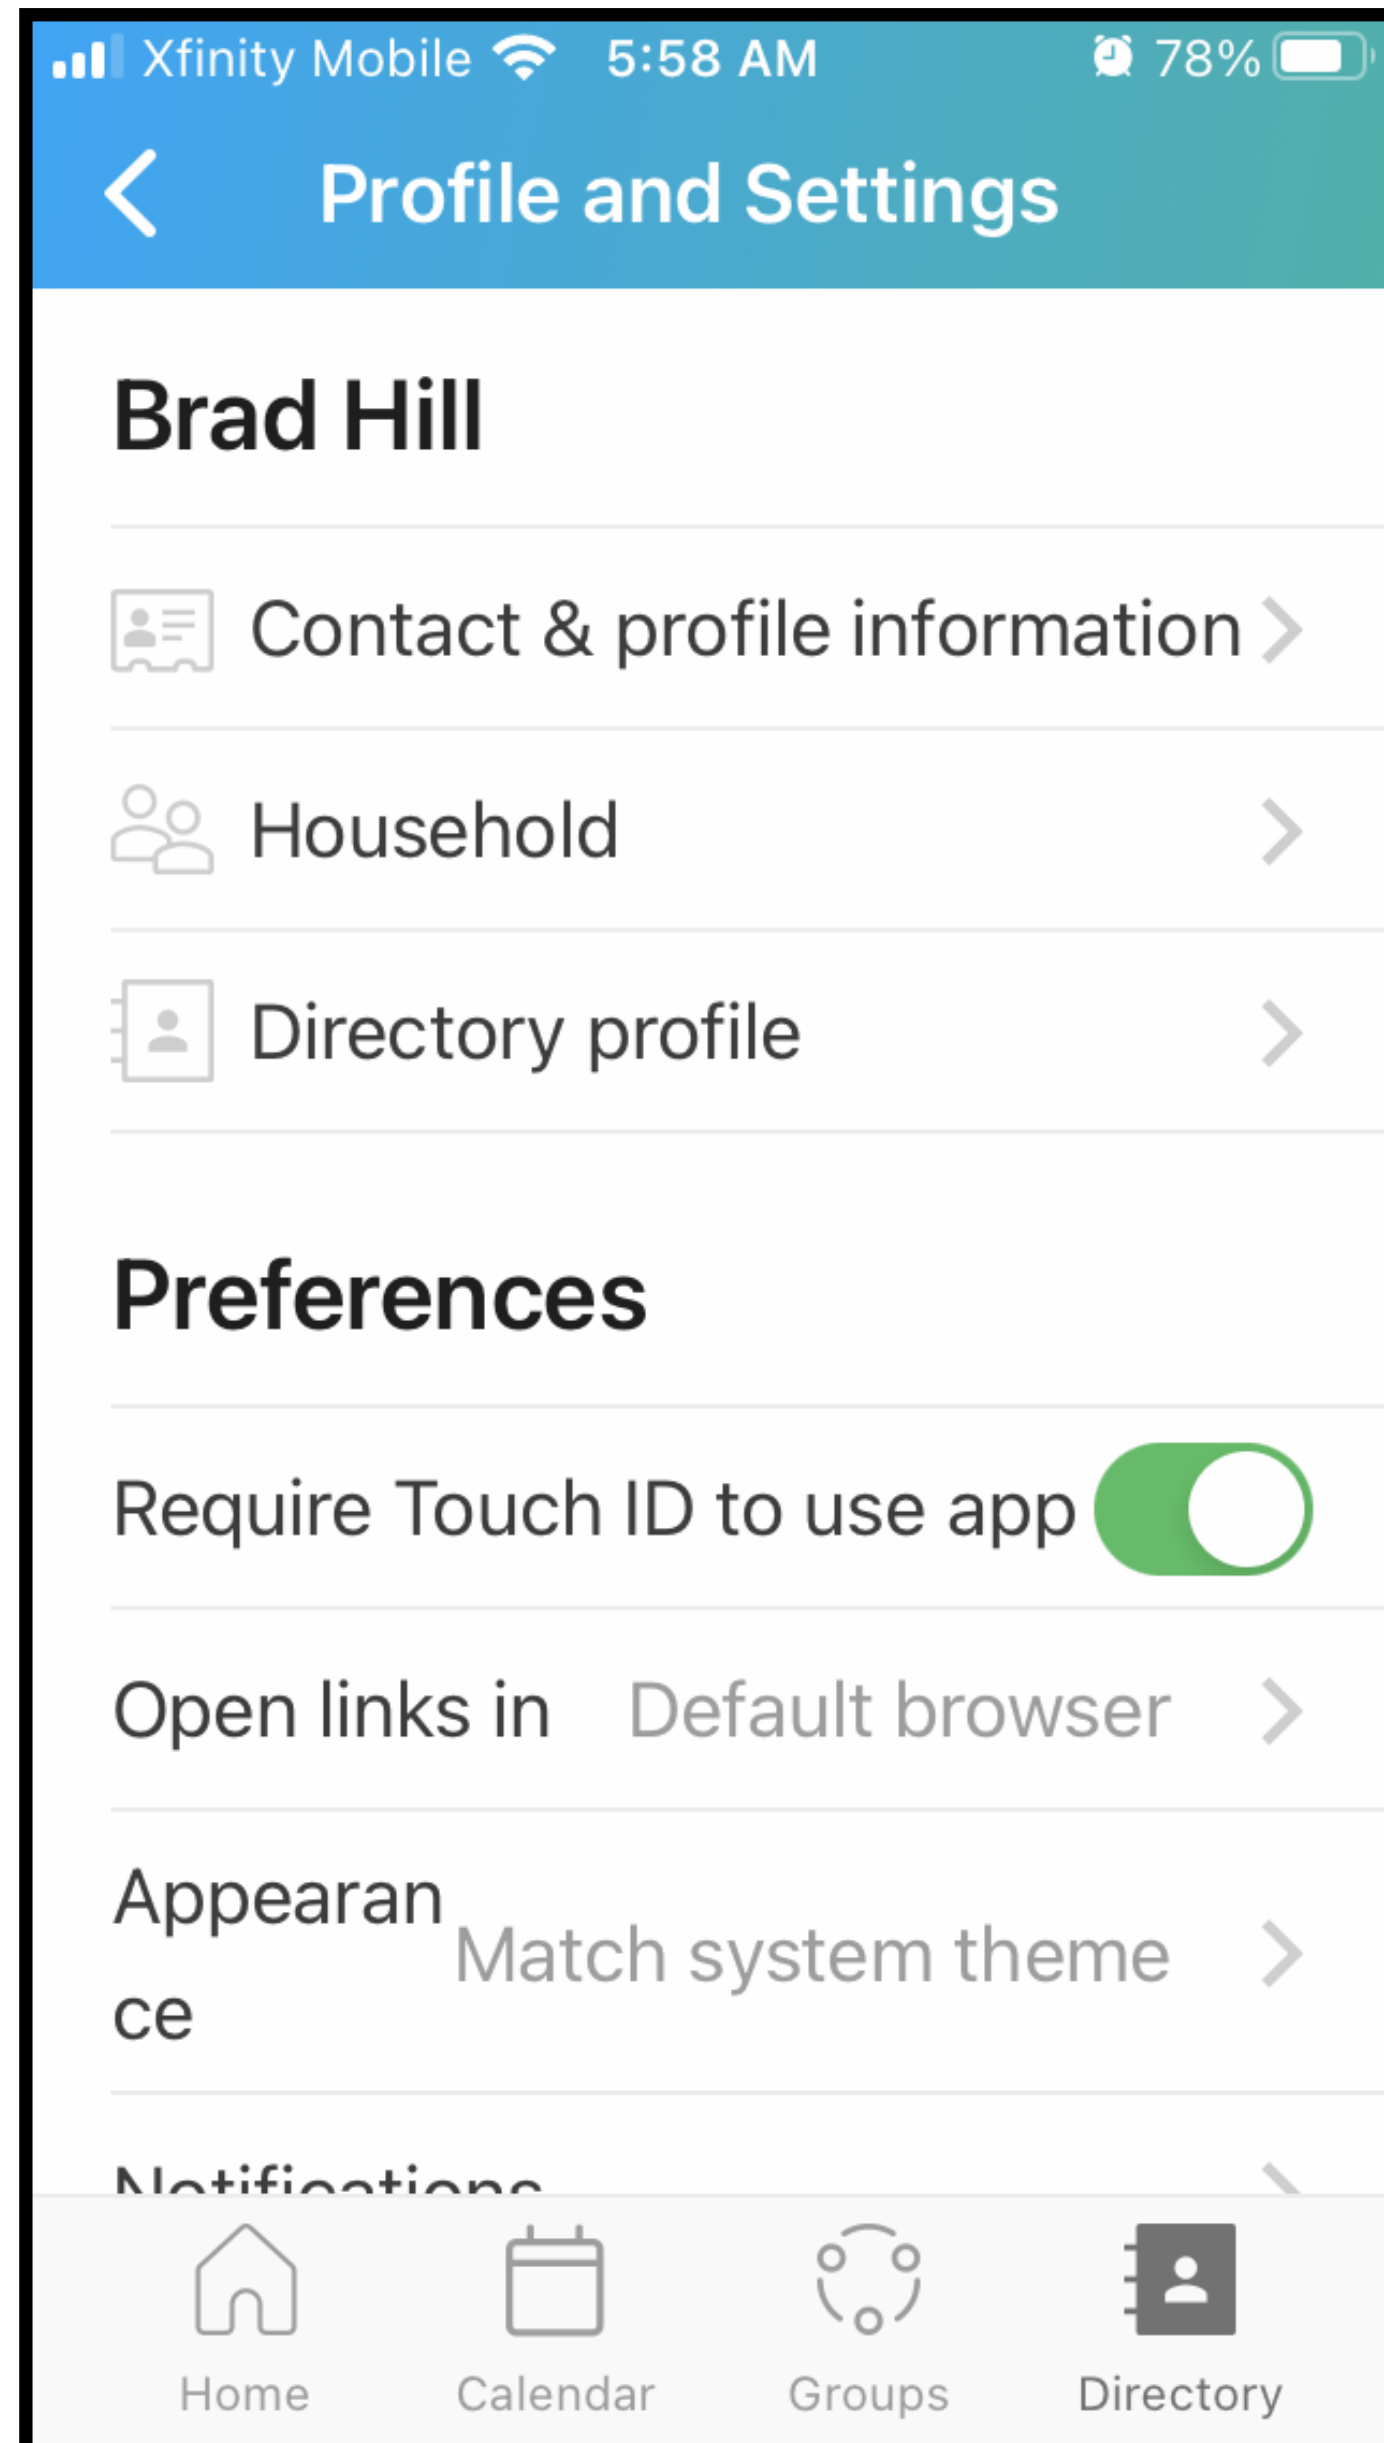 Xfinity Mobile 5:58 AM 78%
Profile and Settings
Brad Hill
Contact & profile information
Household
Directory profile
Preferences
Require Touch ID to use app
Open links in Default browser
Appearan
ce
Match system theme
Notifications
Home Calendar Groups Directory